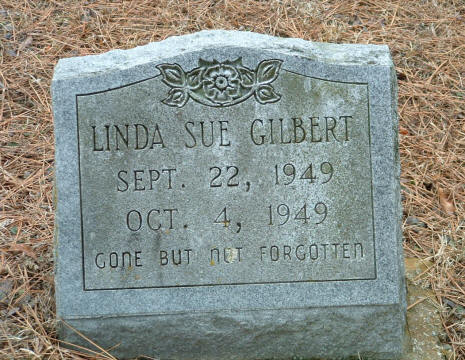 LINDA SUE GILBERT
SEPT. 22, 1949
OCT. 4, 1949
GONE BUT NOT FORGOTTEN